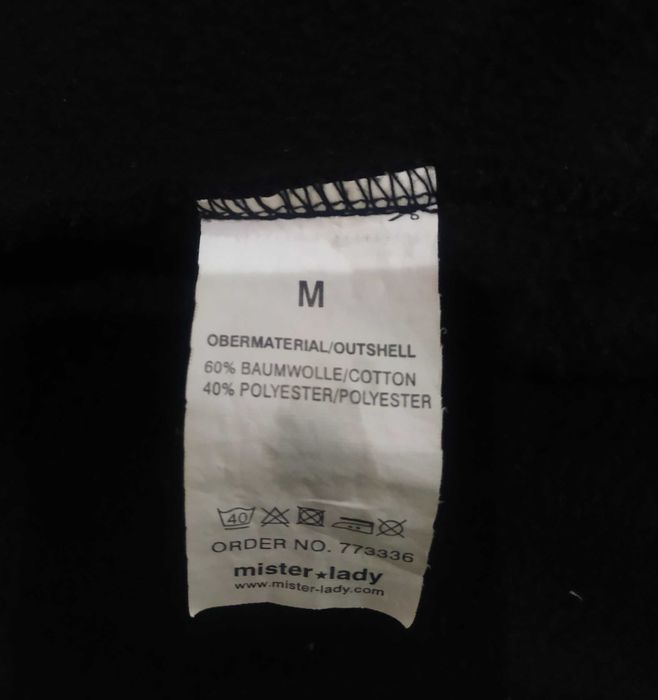 M
OBERMATERIAL/OUTSHELL
60% BAUMWOLLE/COTTON
40% POLYESTER/POLYESTER
40
ORDER NO. 773336
mister★lady
www.mister-lady.com